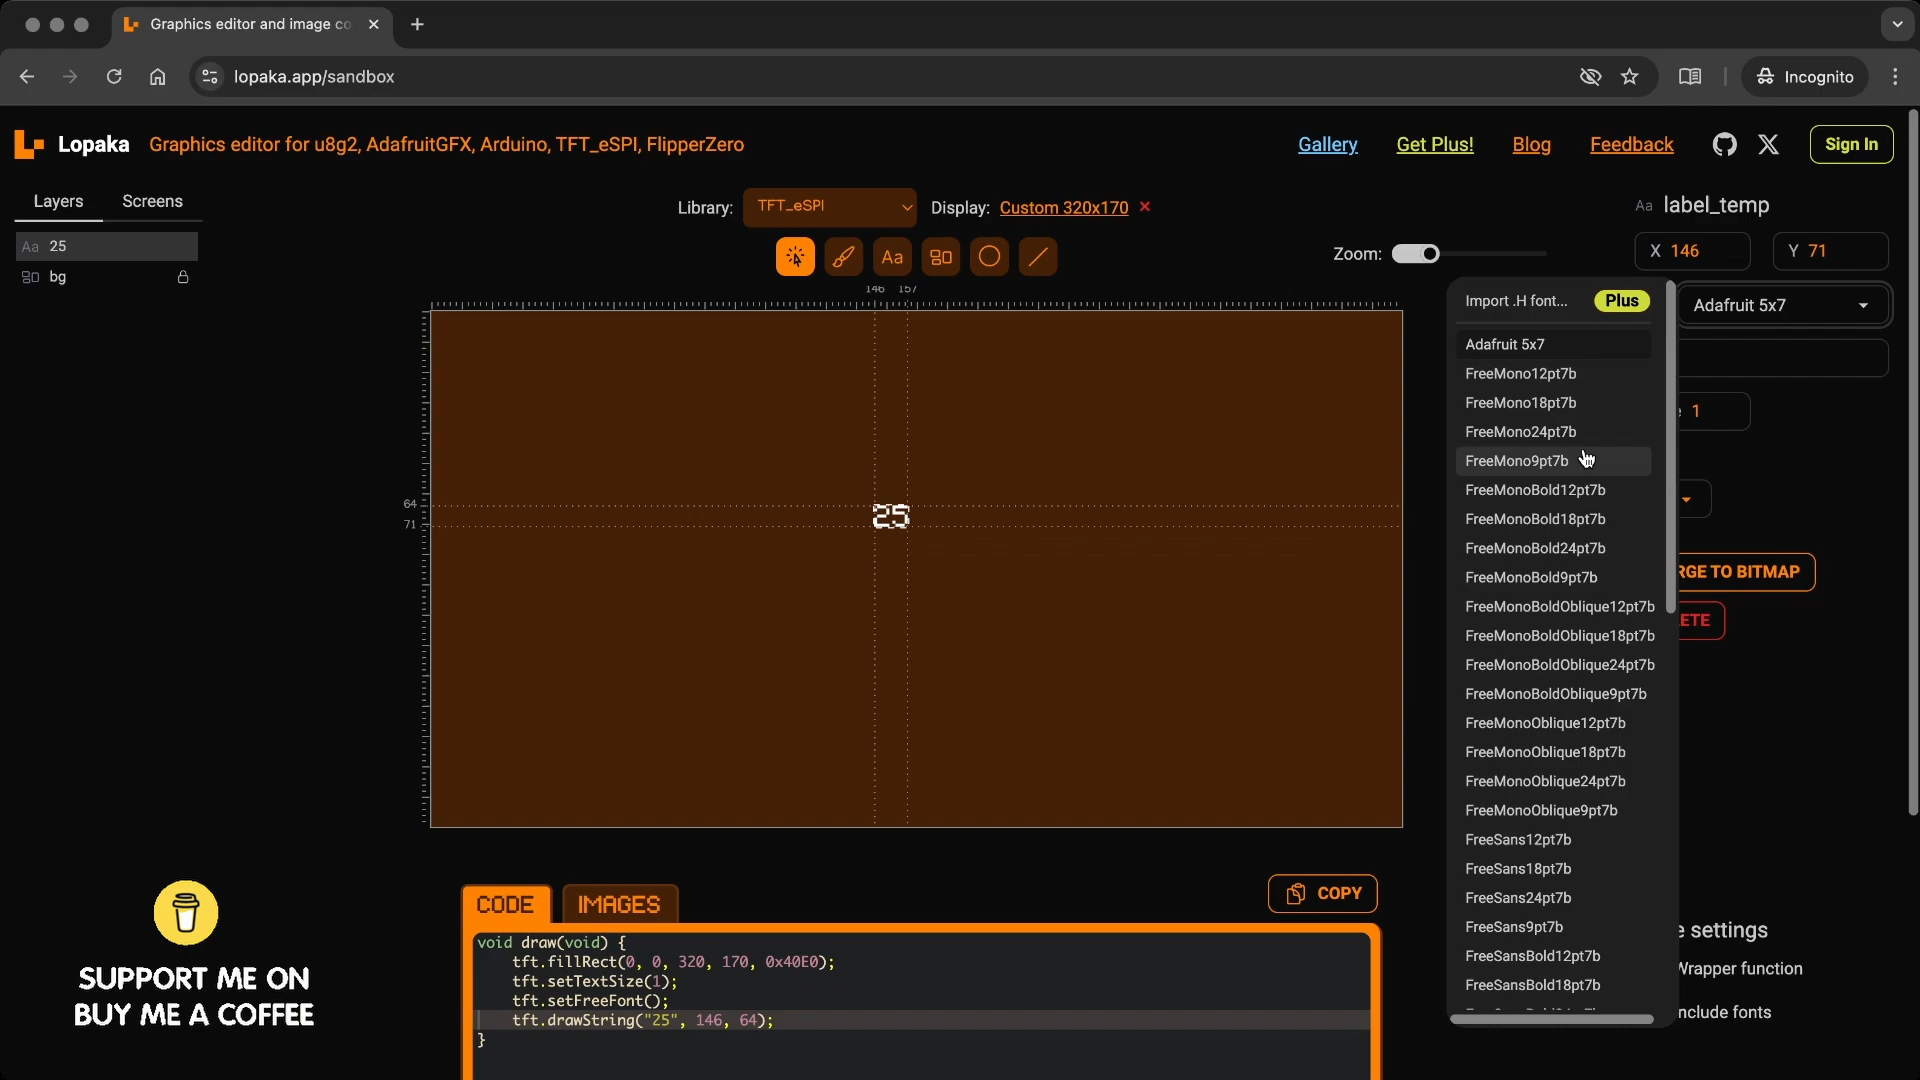 Graphics editor and image co
lopaka.app/sandbox
Incognito
Lopaka
Graphics editor for u8g2, AdafruitGFX, Arduino, TFT_eSPI, FlipperZero
Gallery
Get Plus!
Blog
Feedback
Sign In
Layers
Screens
Library:
TFT_eSPI
Display:
Custom 320x170
Aa label_temp
Aa 25
bg
Aa
Zoom:
X 146
Y 71
146 157
Import .H font...
Plus
Adafruit 5x7
Adafruit 5x7
FreeMono12pt7b
FreeMono18pt7b
1
FreeMono24pt7b
FreeMono9pt7b
FreeMonoBold12pt7b
64
25
FreeMonoBold18pt7b
71
FreeMonoBold24pt7b
RGE TO BITMAP
FreeMonoBold9pt7b
FreeMonoBoldOblique12pt7b
ETE
FreeMonoBoldOblique18pt7b
FreeMonoBoldOblique24pt7b
FreeMonoBoldOblique9pt7b
FreeMonoOblique12pt7b
FreeMonoOblique18pt7b
FreeMonoOblique24pt7b
FreeMonoOblique9pt7b
FreeSans12pt7b
FreeSans18pt7b
FreeSans24pt7b
FreeSans9pt7b
FreeSansBold12pt7b
FreeSansBold18pt7b
e settings
Wrapper function
nclude fonts
CODE
IMAGES
COPY
void draw(void) {
tft.fillRect(0, 0, 320, 170, 0x40E0);
tft.setTextSize(1);
tft.setFreeFont();
tft.drawString("25", 146, 64);
}
SUPPORT ME ON
BUY ME A COFFEE